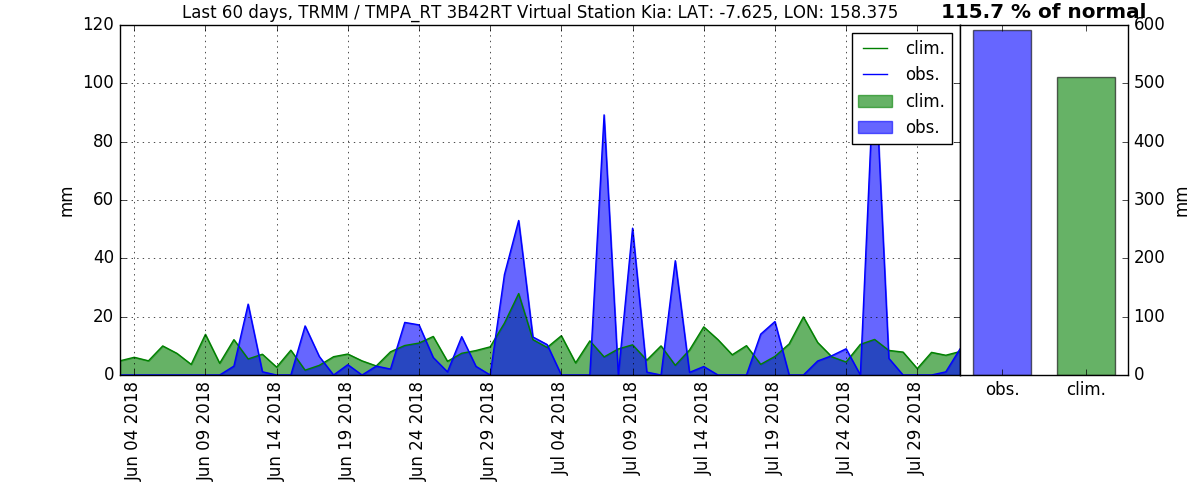 Last 60 days, TRMM / TMPA_RT 3B42RT Virtual Station Kia: LAT: -7.625, LON: 158.375
115.7 % of normal
120
100
80
60
40
20
0
mm
clim.
obs.
clim.
obs.
600
500
400
300
200
100
0
mm
Jun 04 2018
Jun 09 2018
Jun 14 2018
Jun 19 2018
Jun 24 2018
Jun 29 2018
Jul 04 2018
Jul 09 2018
Jul 14 2018
Jul 19 2018
Jul 24 2018
Jul 29 2018
obs.
clim.